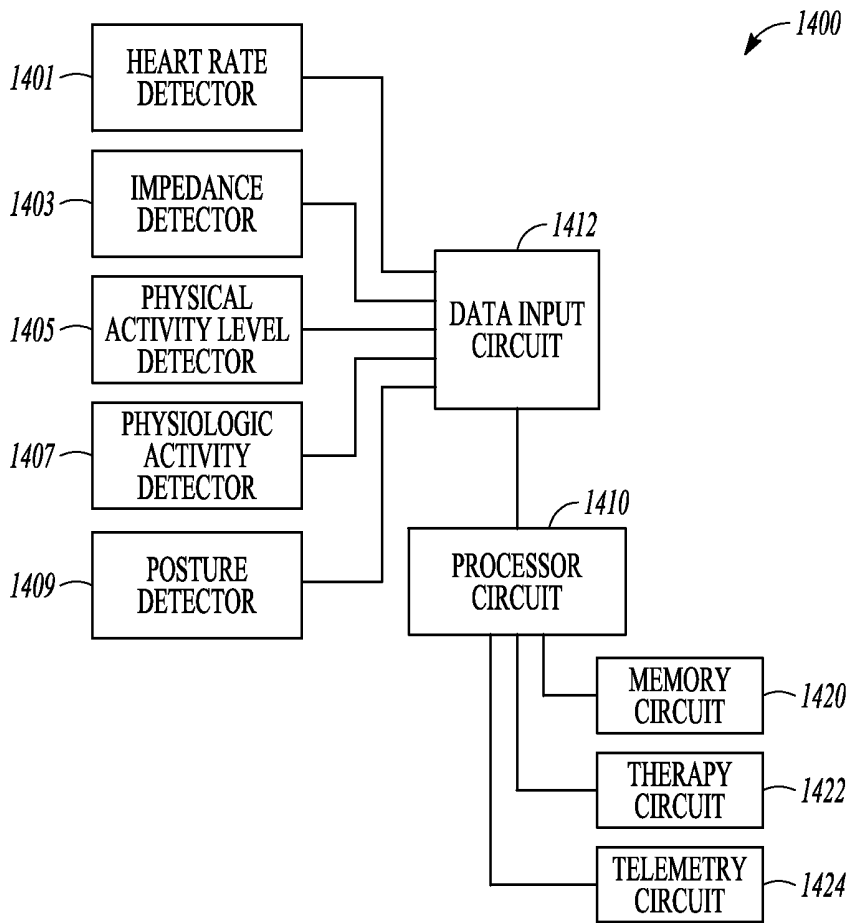 1400
1401
HEART RATE
DETECTOR
1403
IMPEDANCE
DETECTOR
1412
DATA INPUT
CIRCUIT
1405
PHYSICAL
ACTIVITY LEVEL
DETECTOR
1407
PHYSIOLOGIC
ACTIVITY
DETECTOR
1409
POSTURE
DETECTOR
1410
PROCESSOR
CIRCUIT
MEMORY
CIRCUIT
1420
THERAPY
CIRCUIT
1422
TELEMETRY
CIRCUIT
1424